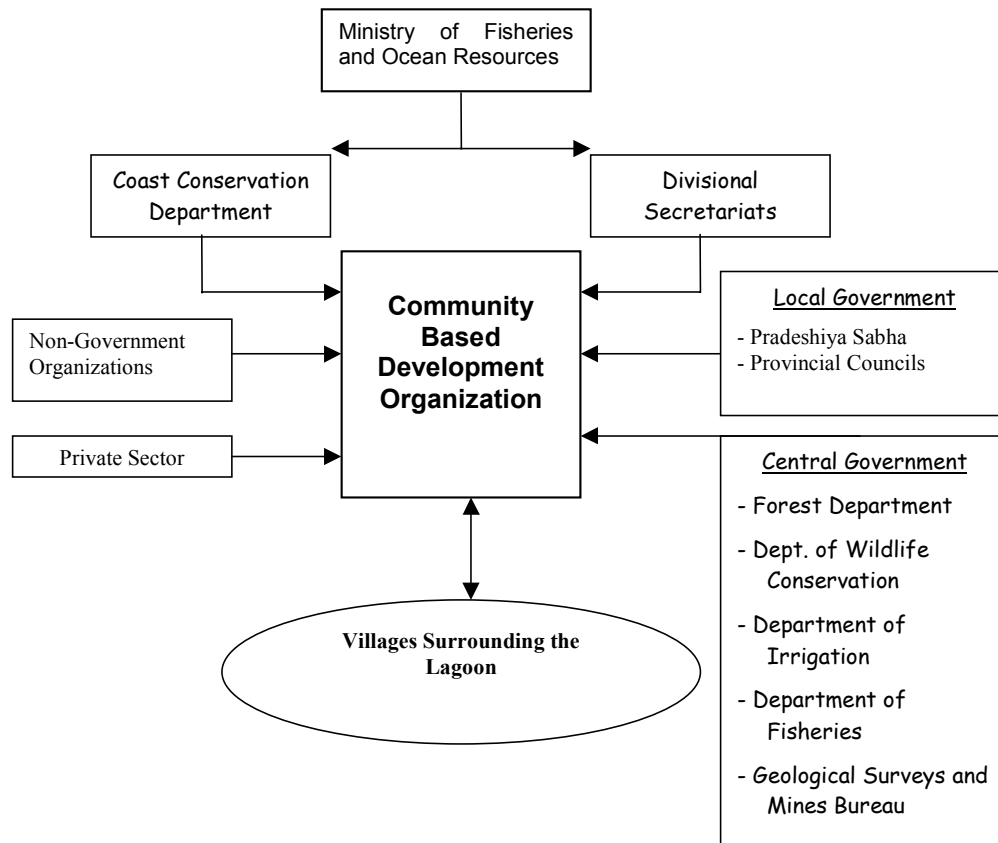 Ministry of Fisheries
and Ocean Resources
Coast Conservation
Department
Divisional
Secretariats
Community
Based
Development
Organization
Non-Government
Organizations
Private Sector
Local Government
- Pradeshiya Sabha
- Provincial Councils
Central Government
- Forest Department
- Dept. of Wildlife
Conservation
- Department of
Irrigation
- Department of
Fisheries
- Geological Surveys and
Mines Bureau
Villages Surrounding the
Lagoon